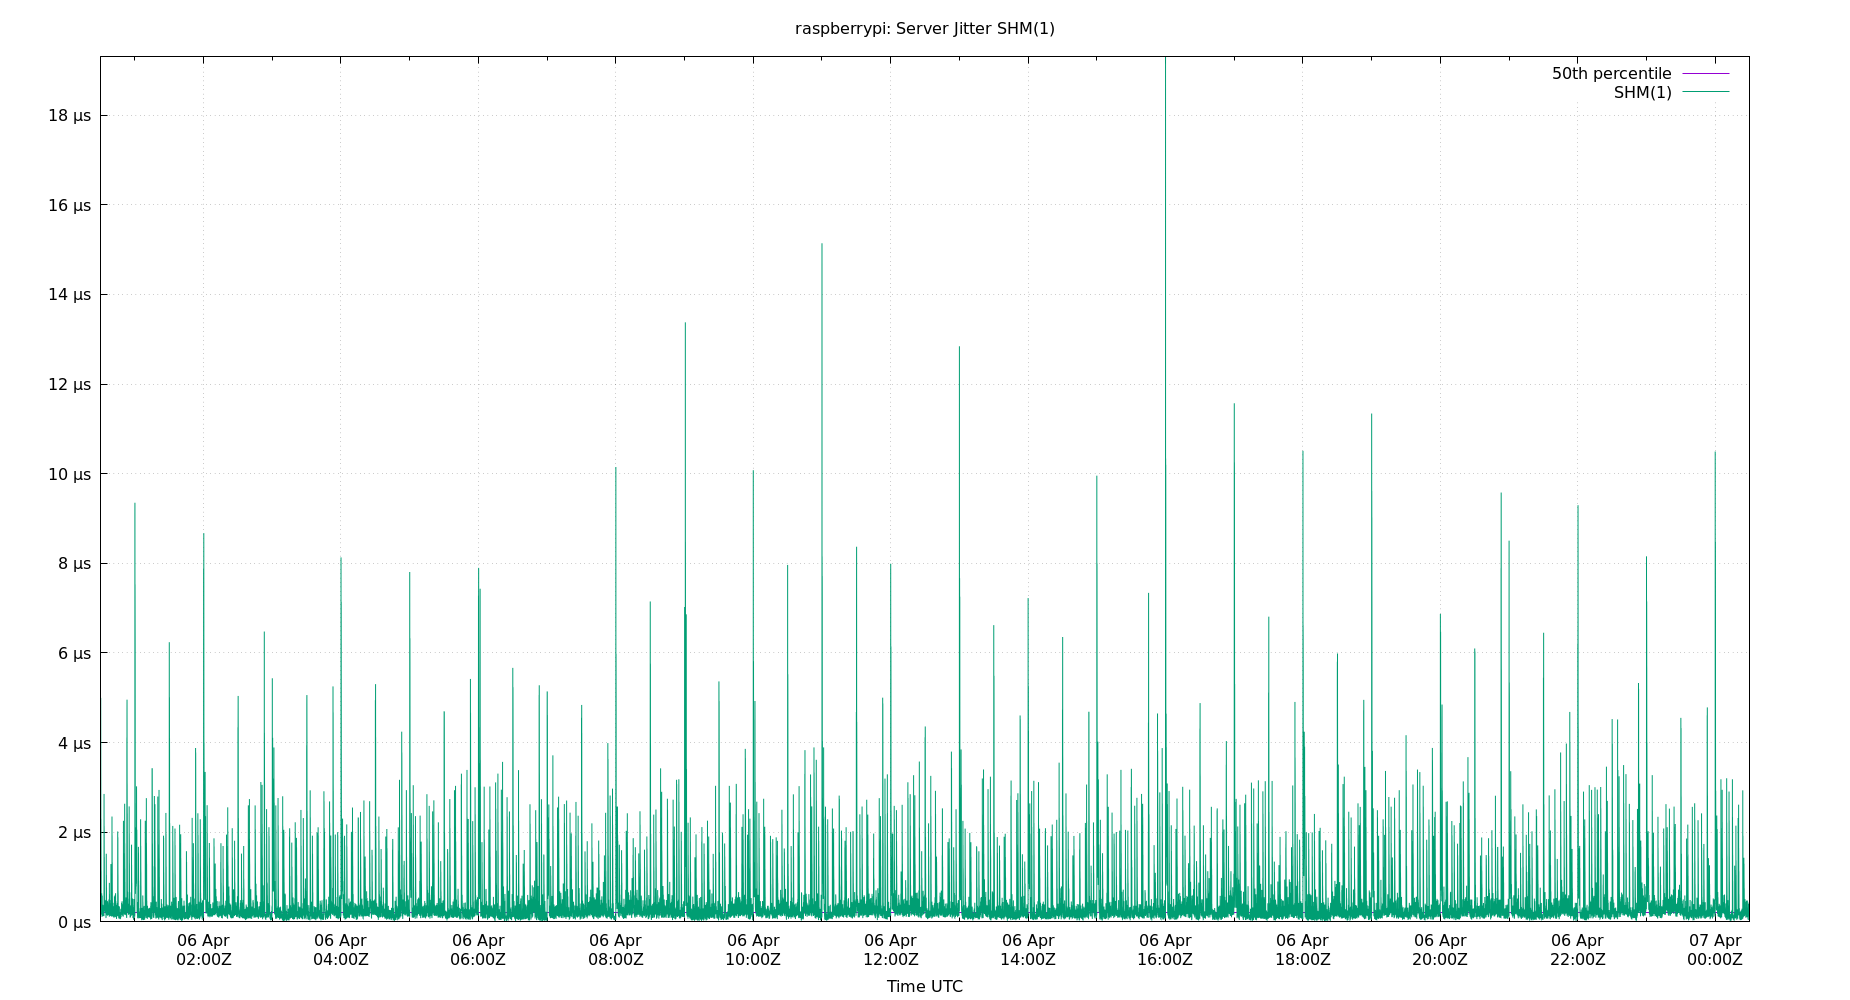 raspberrypi: Server Jitter SHM(1)
50th percentile
SHM(1)
18 µs
16 µs
14 µs
12 µs
10 µs
8 µs
6 µs
4 µs
2 µs
0 µs
06 Apr 06 Apr 06 Apr 06 Apr 06 Apr 06 Apr 06 Apr 06 Apr 06 Apr 06 Apr 06 Apr 07 Apr
02:00Z 04:00Z 06:00Z 08:00Z 10:00Z 12:00Z 14:00Z 16:00Z 18:00Z 20:00Z 22:00Z 00:00Z
Time UTC